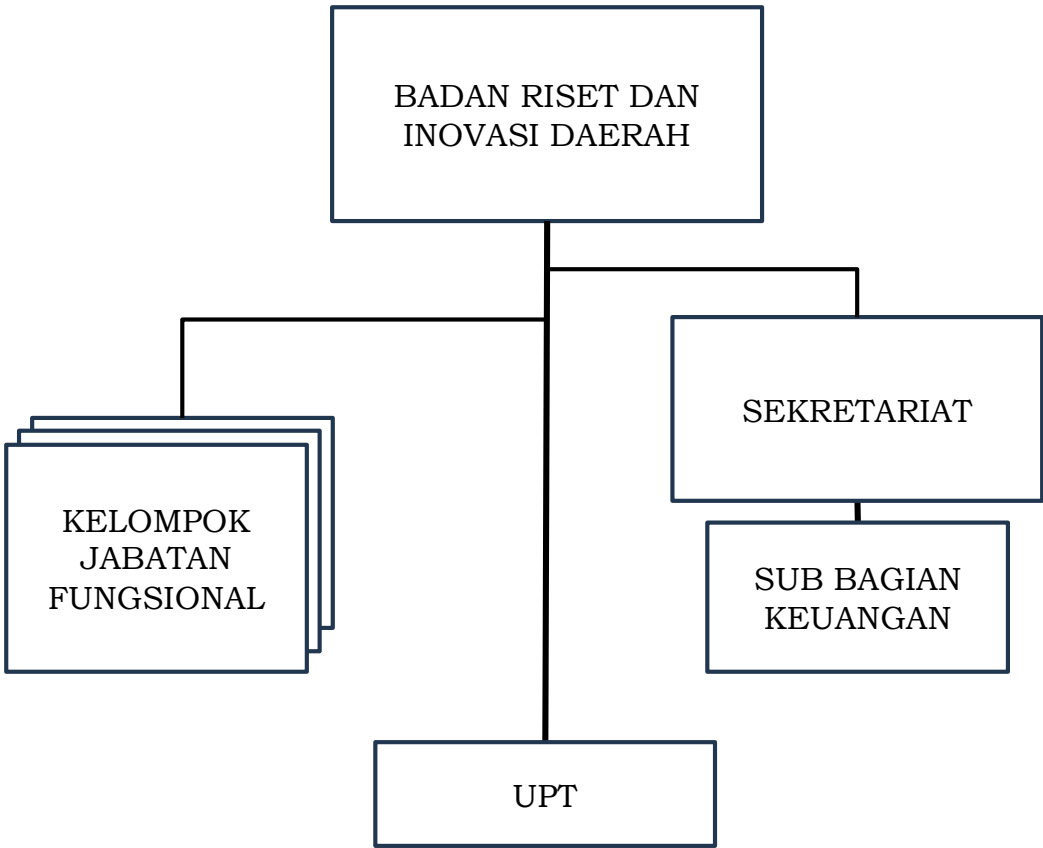 BADAN RISET DAN
INOVASI DAERAH
SEKRETARIAT
KELOMPOK
JABATAN
FUNGSIONAL
SUB BAGIAN
KEUANGAN
UPT